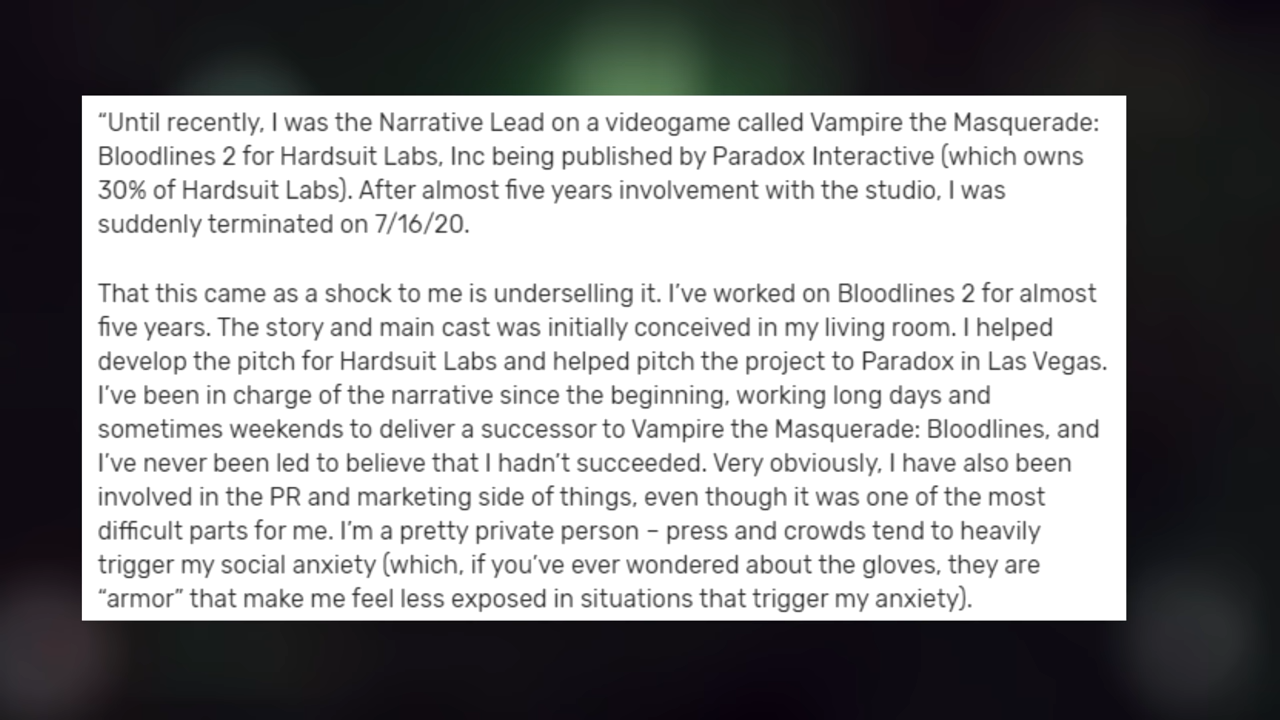 “Until recently, I was the Narrative Lead on a videogame called Vampire the Masquerade:
Bloodlines 2 for Hardsuit Labs, Inc being published by Paradox Interactive (which owns
30% of Hardsuit Labs). After almost five years involvement with the studio, I was
suddenly terminated on 7/16/20.
That this came as a shock to me is underselling it. I’ve worked on Bloodlines 2 for almost
five years. The story and main cast was initially conceived in my living room. I helped
develop the pitch for Hardsuit Labs and helped pitch the project to Paradox in Las Vegas.
I’ve been in charge of the narrative since the beginning, working long days and
sometimes weekends to deliver a successor to Vampire the Masquerade: Bloodlines, and
I’ve never been led to believe that I hadn’t succeeded. Very obviously, I have also been
involved in the PR and marketing side of things, even though it was one of the most
difficult parts for me. I’m a pretty private person – press and crowds tend to heavily
trigger my social anxiety (which, if you’ve ever wondered about the gloves, they are
“armor” that make me feel less exposed in situations that trigger my anxiety).